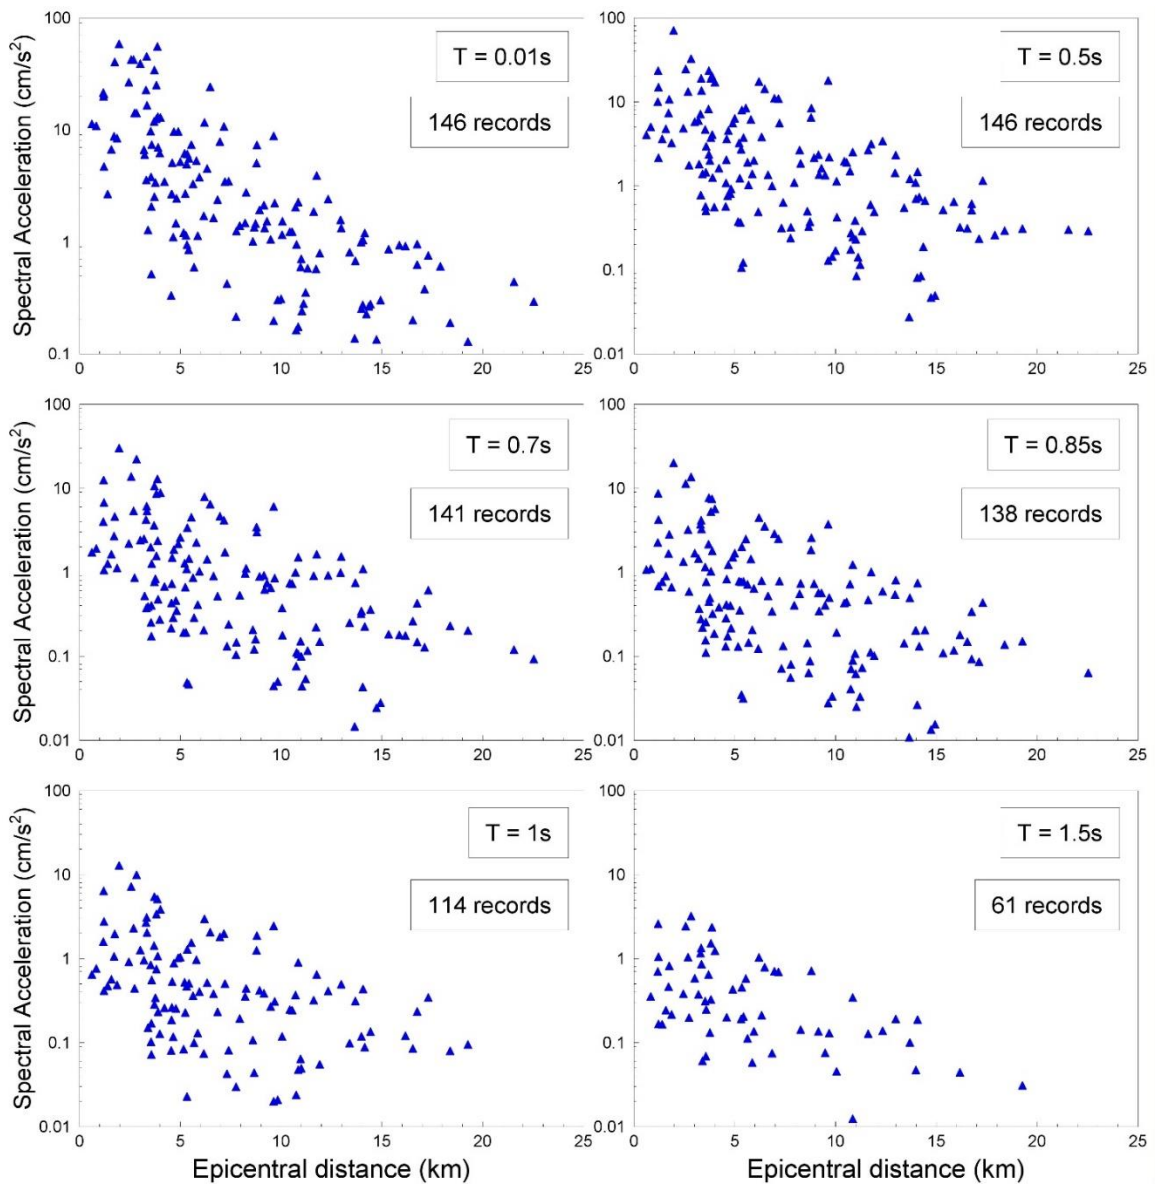 Spectral Acceleration (cm/s²)
100
10
1
0.1
T = 0.01s
146 records
0 5 10 15 20 25
100
10
1
0.1
0.01
T = 0.5s
146 records
0 5 10 15 20 25
Spectral Acceleration (cm/s²)
100
10
1
0.1
0.01
T = 0.7s
141 records
0 5 10 15 20 25
100
10
1
0.1
0.01
T = 0.85s
138 records
0 5 10 15 20 25
Spectral Acceleration (cm/s²)
100
10
1
0.1
0.01
T = 1s
114 records
0 5 10 15 20 25
Epicentral distance (km)
100
10
1
0.1
0.01
T = 1.5s
61 records
0 5 10 15 20 25
Epicentral distance (km)